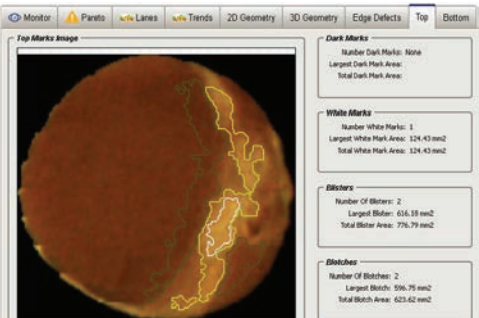 Monitor Pareto Lanes Trends 2D Geometry 3D Geometry Edge Defects Top Bottom
Top Marks Image
Dark Marks
Number Dark Marks: None
Largest Dark Mark Area:
Total Dark Mark Area:
White Marks
Number White Marks: 1
Largest White Mark Area: 124.43 mm2
Total White Mark Area: 124.43 mm2
Blisters
Number Of Blisters: 2
Largest Blister: 616.18 mm2
Total Blister Area: 776.79 mm2
Blotches
Number Of Blotches: 2
Largest Blotch: 596.75 mm2
Total Blotch Area: 623.62 mm2